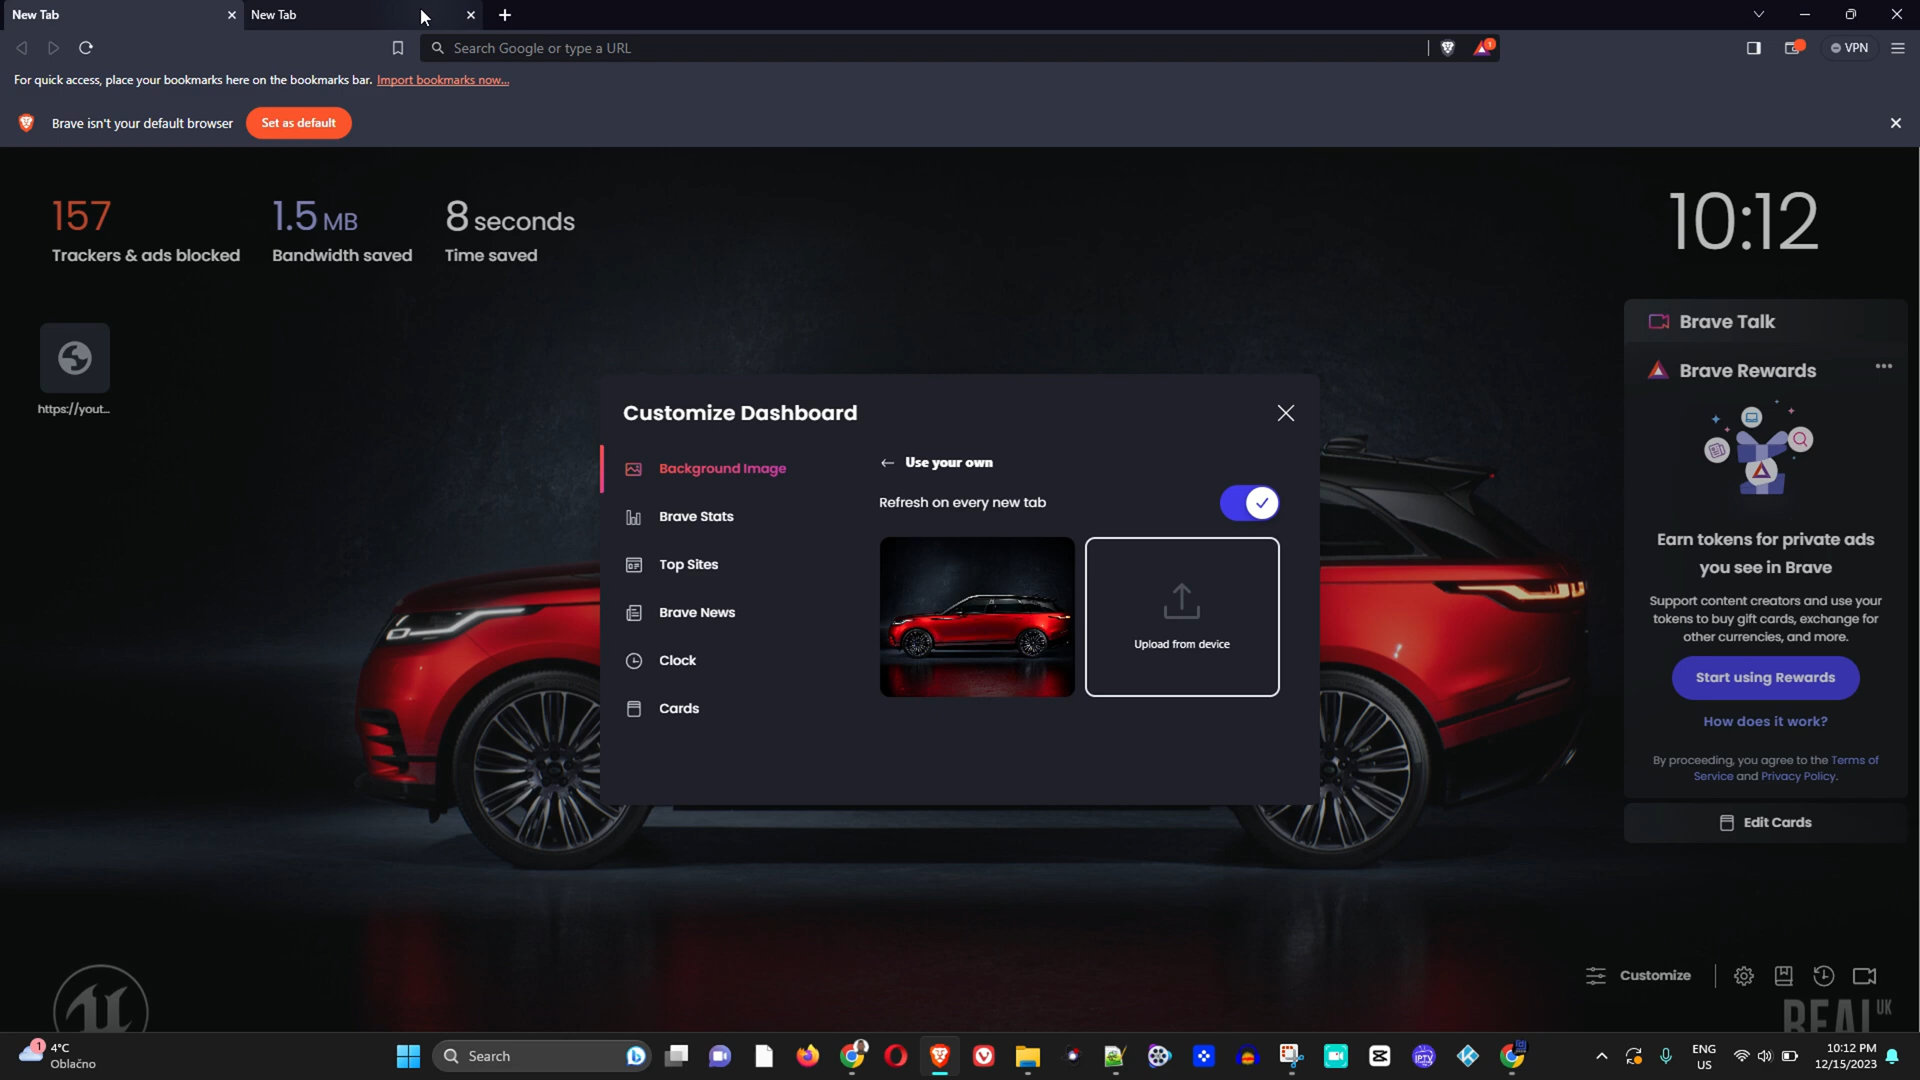 New Tab
New Tab
Search Google or type a URL
1
VPN
For quick access, place your bookmarks here on the bookmarks bar. Import bookmarks now...
Brave isn't your default browser
Set as default
157
Trackers & ads blocked
1.5 MB
Bandwidth saved
8 seconds
Time saved
10:12
https://yout...
Customize Dashboard
Background Image
Brave Stats
Top Sites
Brave News
Clock
Cards
Use your own
Refresh on every new tab
Upload from device
Brave Talk
Brave Rewards
Earn tokens for private ads
you see in Brave
Support content creators and use your
tokens to buy gift cards, exchange for
other currencies, and more.
Start using Rewards
How does it work?
By proceeding, you agree to the Terms of
Service and Privacy Policy.
Edit Cards
Customize
REAL UK
1
4°C
Oblačno
Search
IPTV
ENG
US
10:12 PM
12/15/2023